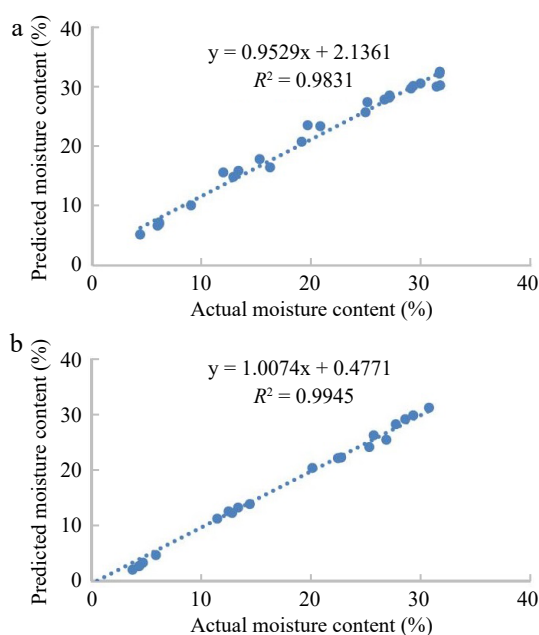 a
y = 0.9529x + 2.1361
R² = 0.9831
Predicted moisture content (%)
40
30
20
10
0
0 10 20 30 40
Actual moisture content (%)
b
y = 1.0074x + 0.4771
R² = 0.9945
Predicted moisture content (%)
40
30
20
10
0
0 10 20 30 40
Actual moisture content (%)